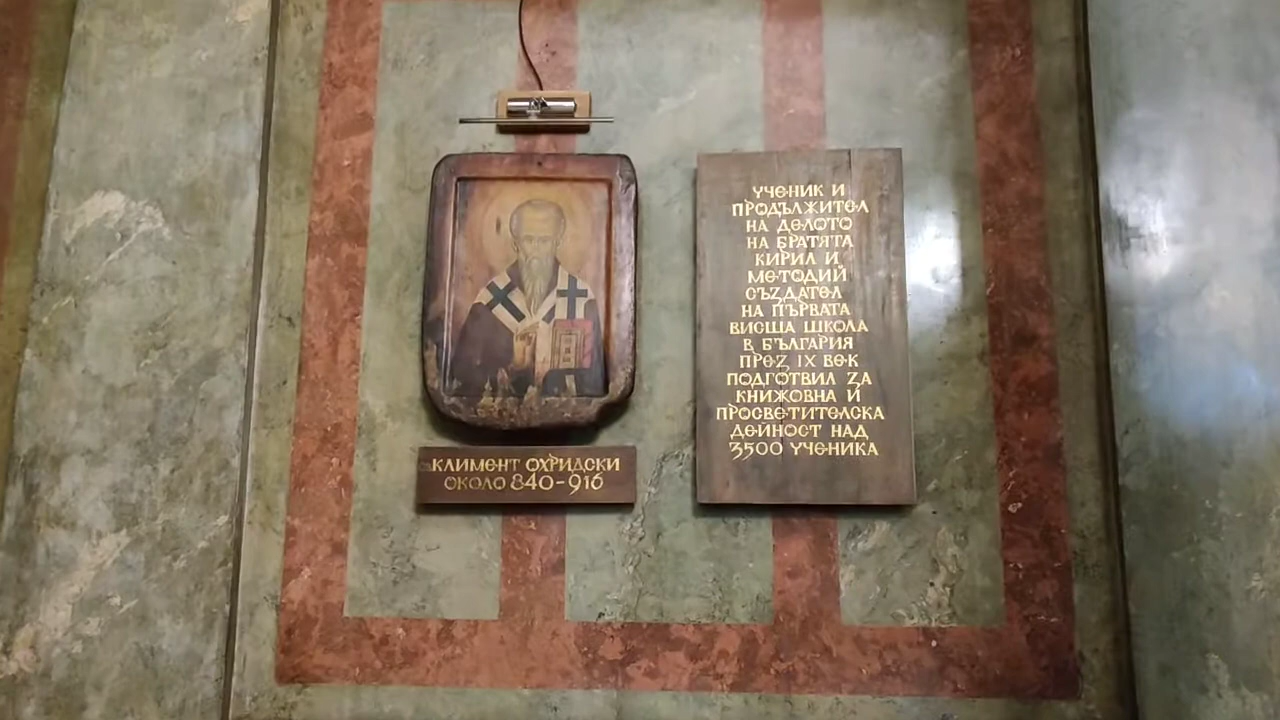 КЛИМЕНТ ОХРИДСКИ
ОКОЛО 840-916
УЧЕНИК И
ПРОДЪЛЖИТЕЛ
НА ДЕЛОТО
НА БРАТЯТА
КИРИЛ И
МЕТОДИЙ
СЪЗДАТЕЛ
НА ПЪРВАТА
ВИСША ШКОЛА
В БЪЛГАРИЯ
ПРЕЗ IX ВЕК
ПОДГОТВИЛ ЗА
КНИЖОВНА И
ПРОСВЕТИТЕЛСКА
ДЕЙНОСТ НАД
3500 УЧЕНИКА